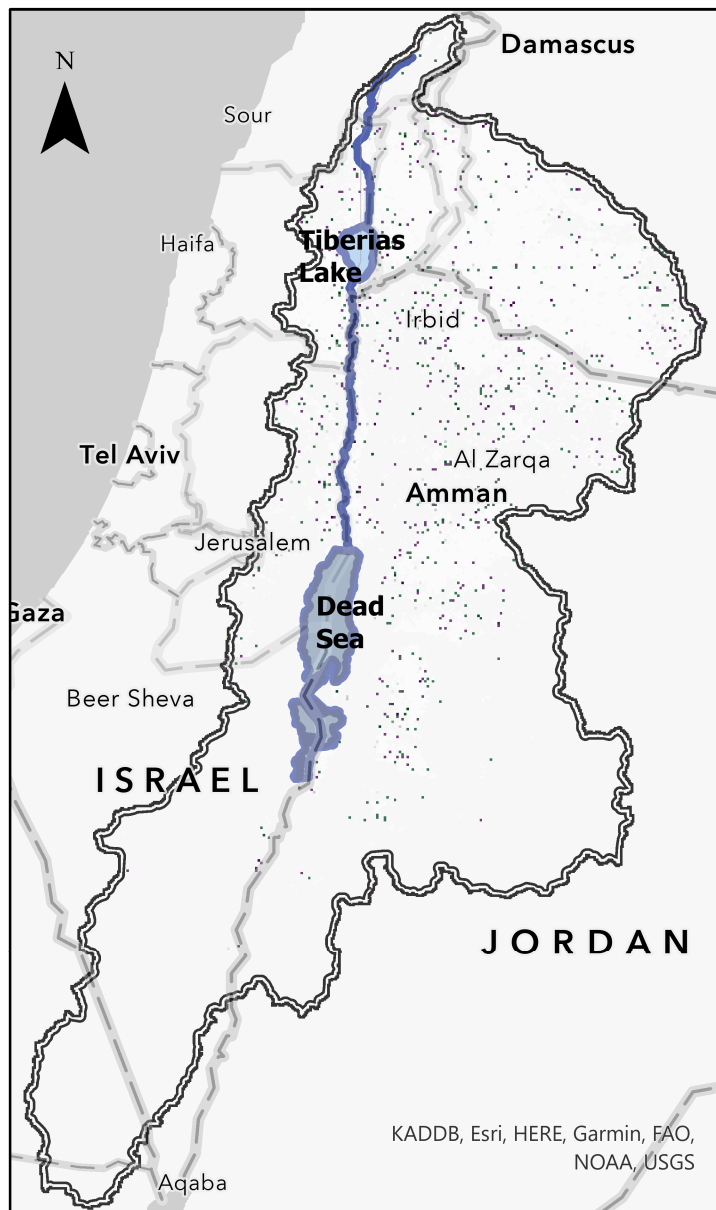 Damascus
N
Sour
Tiberias
Lake
Haifa
Irbid
Tel Aviv
Al Zarqa
Amman
Jerusalem
Dead
Sea
Gaza
Beer Sheva
ISRAEL
JORDAN
KADDB, Esri, HERE, Garmin, FAO,
NOAA, USGS
Aqaba